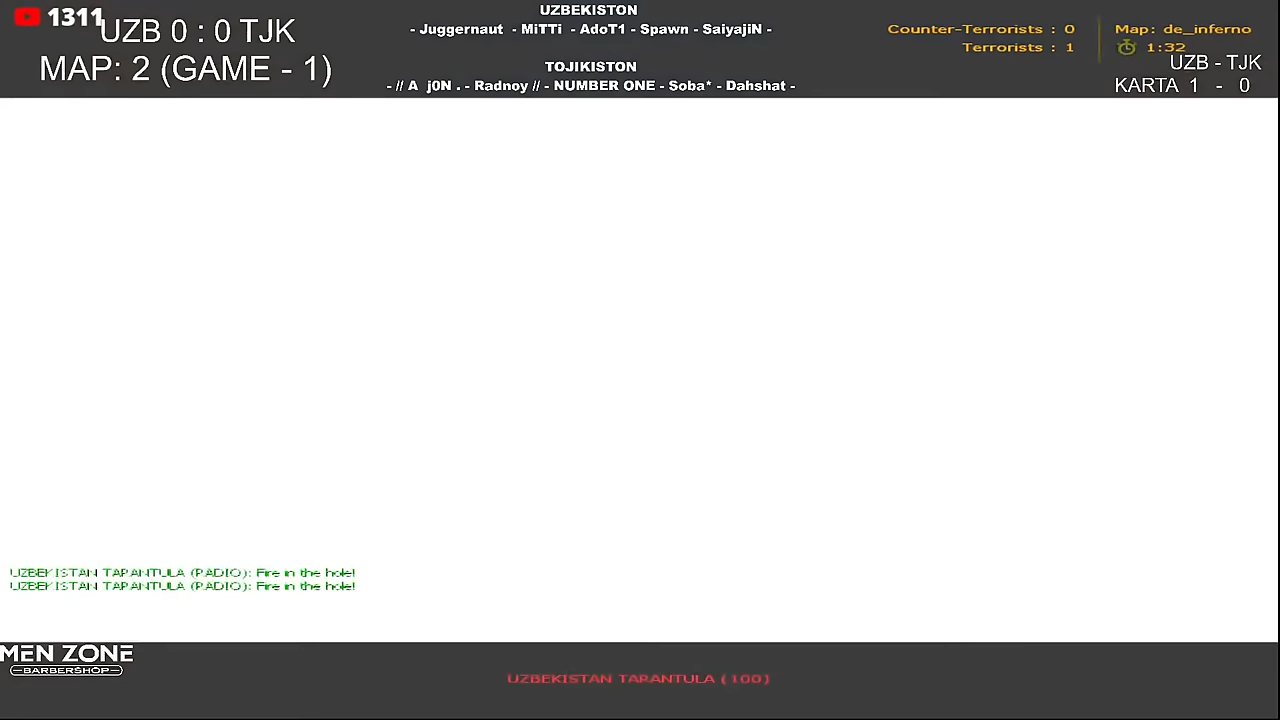 1311
UZB 0 : 0 TJK
MAP: 2 (GAME - 1)
UZBEKISTON
- Juggernaut - MiTTi - AdoT1 - Spawn - SaiyajiN -
TOJIKISTON
- // A j0N . - Radnoy // - NUMBER ONE - Soba* - Dahshat -
Counter-Terrorists : 0
Terrorists : 1
Map: de_inferno
1:32
UZB - TJK
KARTA 1 - 0
UZBEKISTAN TARANTULA (RADIO): Fire in the hole!
UZBEKISTAN TARANTULA (RADIO): Fire in the hole!
MEN ZONE
BARBERSHOP
UZBEKISTAN TARANTULA (100)